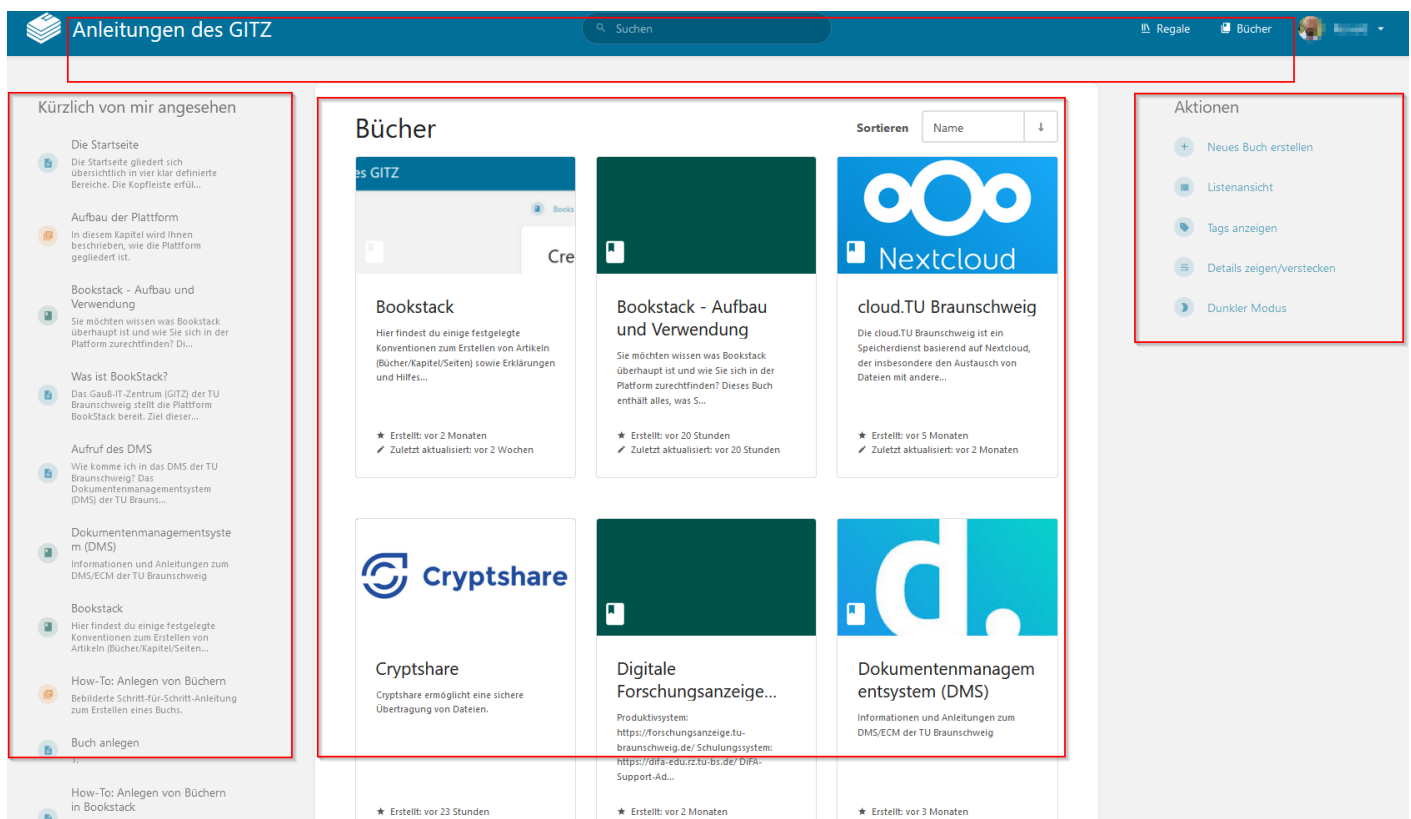 Anleitungen des GITZ
Suchen
Regale
Bücher
Kürzlich von mir angesehen
Die Startseite
Die Startseite gliedert sich
übersichtlich in vier klar definierte
Bereiche. Die Kopfleiste erfül...
Aufbau der Plattform
In diesem Kapitel wird Ihnen
beschrieben, wie die Plattform
gegliedert ist.
Bookstack - Aufbau und
Verwendung
Sie möchten wissen was Bookstack
überhaupt ist und wie Sie sich in der
Platform zurechtfinden? Di...
Was ist BookStack?
Das Gauß-IT-Zentrum (GITZ) der TU
Braunschweig stellt die Plattform
BookStack bereit. Ziel dieser...
Aufruf des DMS
Wie komme ich in das DMS der TU
Braunschweig? Das
Dokumentenmanagementsystem
(DMS) der TU Brauns...
Dokumentenmanagementsyste
m (DMS)
Informationen und Anleitungen zum
DMS/ECM der TU Braunschweig
Bookstack
Hier findest du einige festgelegte
Konventionen zum Erstellen von
Artikeln (Bücher/Kapitel/Seiten...
How-To: Anlegen von Büchern
Bebilderte Schritt-für-Schritt-Anleitung
zum Erstellen eines Buchs.
Buch anlegen
1.
How-To: Anlegen von Büchern
in Bookstack
Bücher
Sortieren
Name
es GITZ
Books
Cre
Bookstack
Hier findest du einige festgelegte
Konventionen zum Erstellen von Artikeln
(Bücher/Kapitel/Seiten) sowie Erklärungen
und Hilfes...
Erstellt: vor 2 Monaten
Zuletzt aktualisiert: vor 2 Wochen
Bookstack - Aufbau
und Verwendung
Sie möchten wissen was Bookstack
überhaupt ist und wie Sie sich in der
Platform zurechtfinden? Dieses Buch
enthält alles, was S...
Erstellt: vor 20 Stunden
Zuletzt aktualisiert: vor 20 Stunden
Nextcloud
cloud.TU Braunschweig
Die cloud.TU Braunschweig ist ein
Speicherdienst basierend auf Nextcloud,
der insbesondere den Austausch von
Dateien mit andere...
Erstellt: vor 5 Monaten
Zuletzt aktualisiert: vor 2 Monaten
Cryptshare
Cryptshare
Cryptshare ermöglicht eine sichere
Übertragung von Dateien.
Erstellt: vor 23 Stunden
Digitale
Forschungsanzeige...
Produktivsystem:
https://forschungsanzeige.tu-
braunschweig.de/ Schulungssystem:
https://difa-edu.rz.tu-bs.de/ DiFA-
Support-Ad...
Erstellt: vor 2 Monaten
d.
Dokumentenmanagem
entsystem (DMS)
Informationen und Anleitungen zum
DMS/ECM der TU Braunschweig
Erstellt: vor 3 Monaten
Aktionen
Neues Buch erstellen
Listenansicht
Tags anzeigen
Details zeigen/verstecken
Dunkler Modus